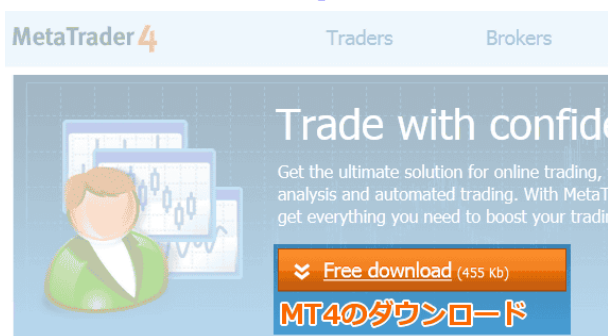 MetaTrader 4
Traders
Brokers
Trade with confide
Get the ultimate solution for online trading,
analysis and automated trading. With MetaT
get everything you need to boost your tradi
Free download (455 Kb)
MT4のダウンロード